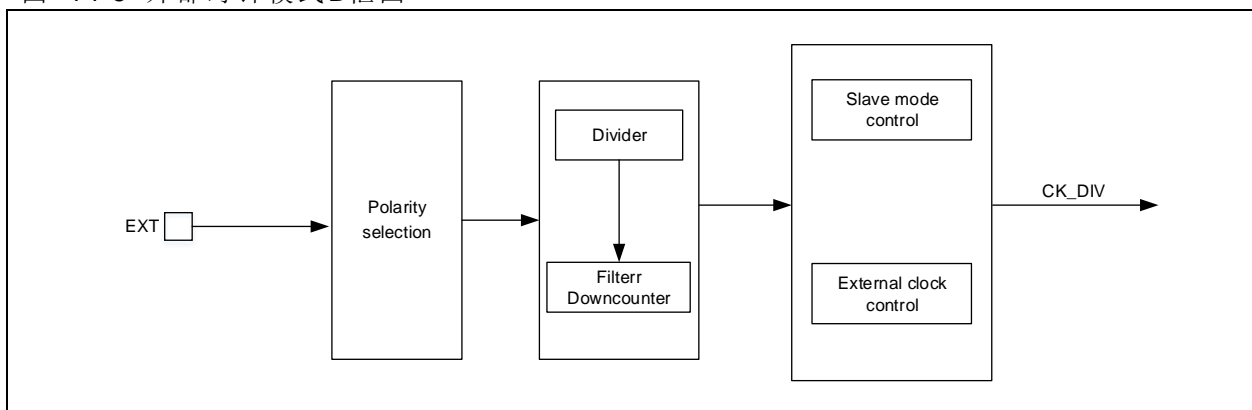 EXT
Polarity
selection
Divider
Filterr
Downcounter
Slave mode
control
External clock
control
CK_DIV